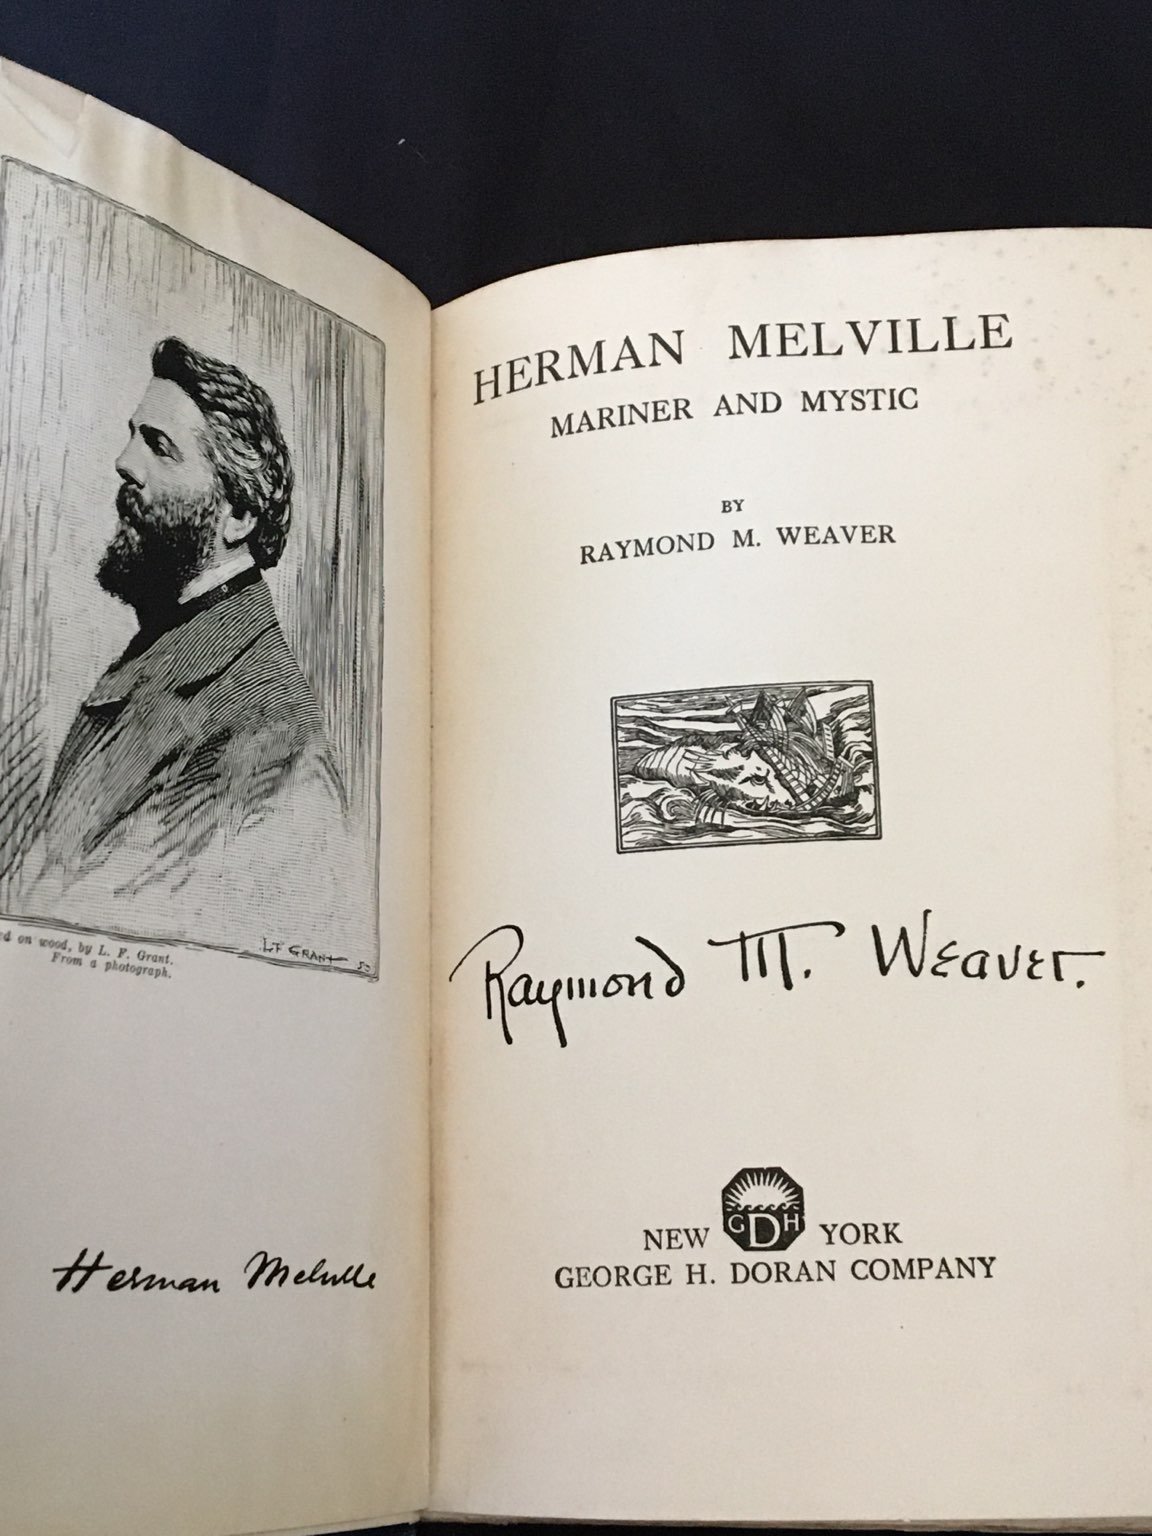 LF GRANT
on wood, by L. F. Grant.
From a photograph.
Herman Melville
HERMAN MELVILLE
MARINER AND MYSTIC
BY
RAYMOND M. WEAVER
Raymond M. Weaver.
GDH
NEW YORK
GEORGE H. DORAN COMPANY